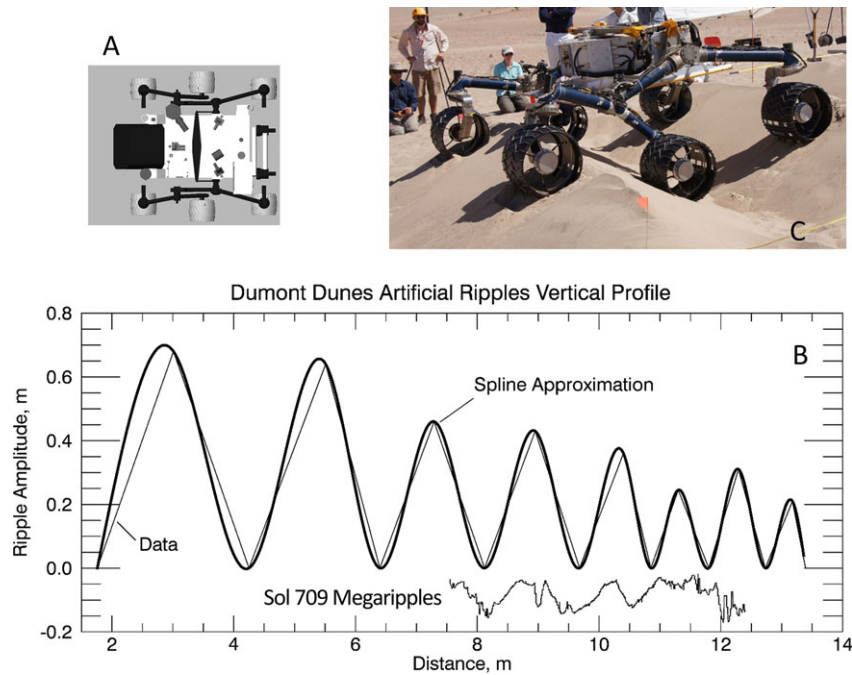 A
C
Dumont Dunes Artificial Ripples Vertical Profile
B
0.8
0.6
0.4
0.2
0.0
-0.2
Ripple Amplitude, m
Spline Approximation
Data
Sol 709 Megaripples
2 4 6 8 10 12 14
Distance, m